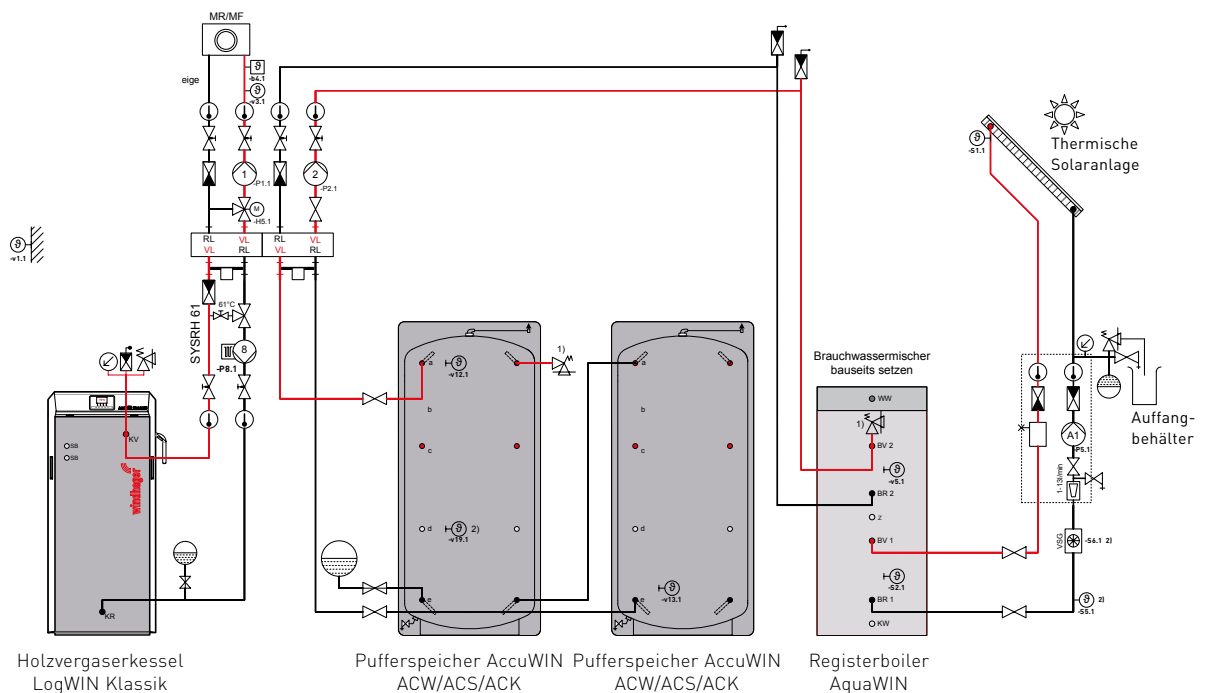 MR/MF
eige
-b4.1
-v3.1
1
-P1.1
M
-H5.1
2
-P2.1
RL VL RL VL
VL RL VL RL
-v1.1
SYSRH 61
61°C
8
-P8.1
KV
SB
SB
windhager
KR
Holzvergaserkessel
LogWIN Klassik
a
-v12.1
1)
b
c
d
2)
-v19.1
e
Pufferspeicher AccuWIN
ACW/ACS/ACK
a
b
c
d
e
-v13.1
Pufferspeicher AccuWIN
ACW/ACS/ACK
Brauchwassermischer
bauseits setzen
WW
1)
BV 2
-v5.1
BR 2
Z
BV 1
-S2.1
BR 1
KW
Registerboiler
AquaWIN
-S1.1
Thermische
Solaranlage
A1
-P5.1
1-13l/min
Auffang-
behälter
VSG
-S6.1 2)
2)
-S5.1